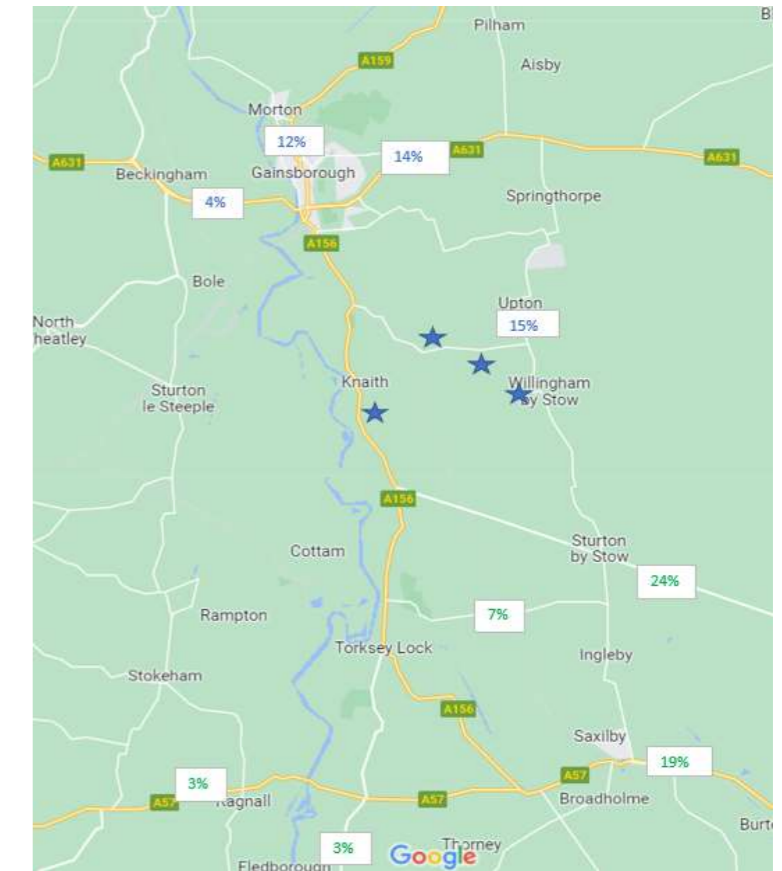 Pilham
B
A159
Aisby
Morton
12%
14%
A631
A631
A631
Beckingham
Gainsborough
4%
Springthorpe
A156
Bole
Upton
15%
North
heatley
Knaith
Willingham
by Stow
Sturton
le Steeple
A156
Cottam
Sturton
by Stow
24%
Rampton
7%
Torksey Lock
Ingleby
Stokeham
A156
Saxilby
19%
3%
A57
A57
Ragnall
A57
Broadholme
Burt
3%
Google
Thorney
Fledborough